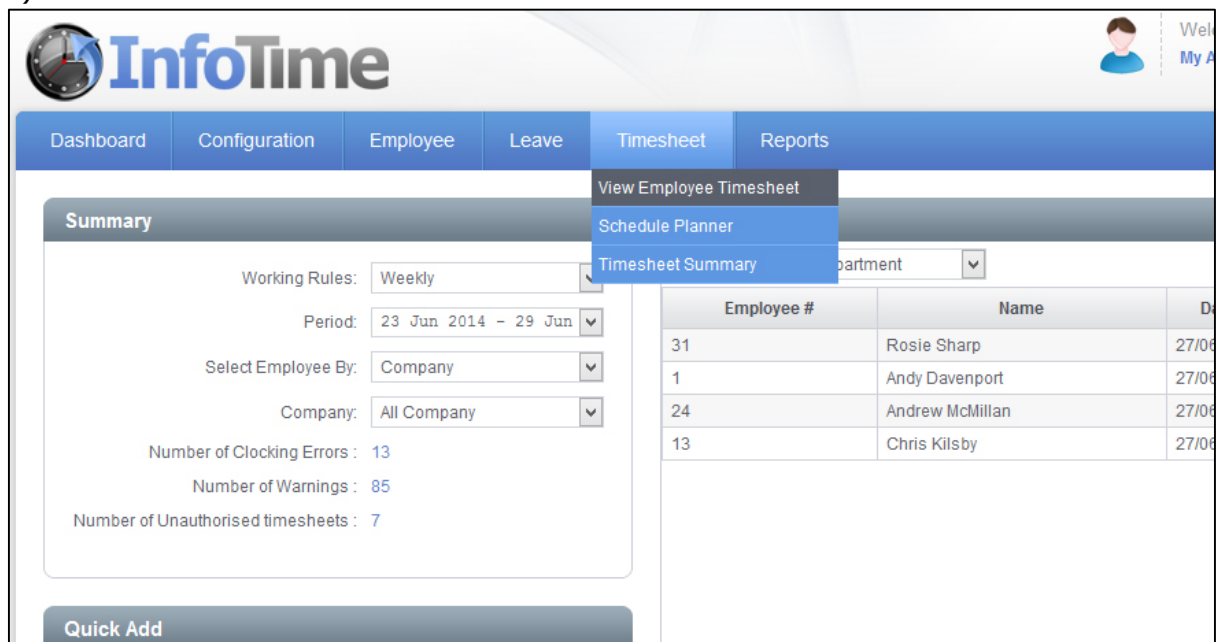 InfoTime
My
Dashboard Configuration Employee Leave Timesheet Reports
View Employee Timesheet
Schedule Planner
Timesheet Summary
Summary
Working Rules: Weekly
Period: 23 Jun 2014 - 29 Jun
Select Employee By: Company
Company: All Company
Number of Clocking Errors : 13
Number of Warnings : 85
Number of Unauthorised timesheets : 7
Employee # Name
31 Rosie Sharp 27/06
1 Andy Davenport 27/06
24 Andrew McMillan 27/06
13 Chris Kilsby 27/06
Quick Add